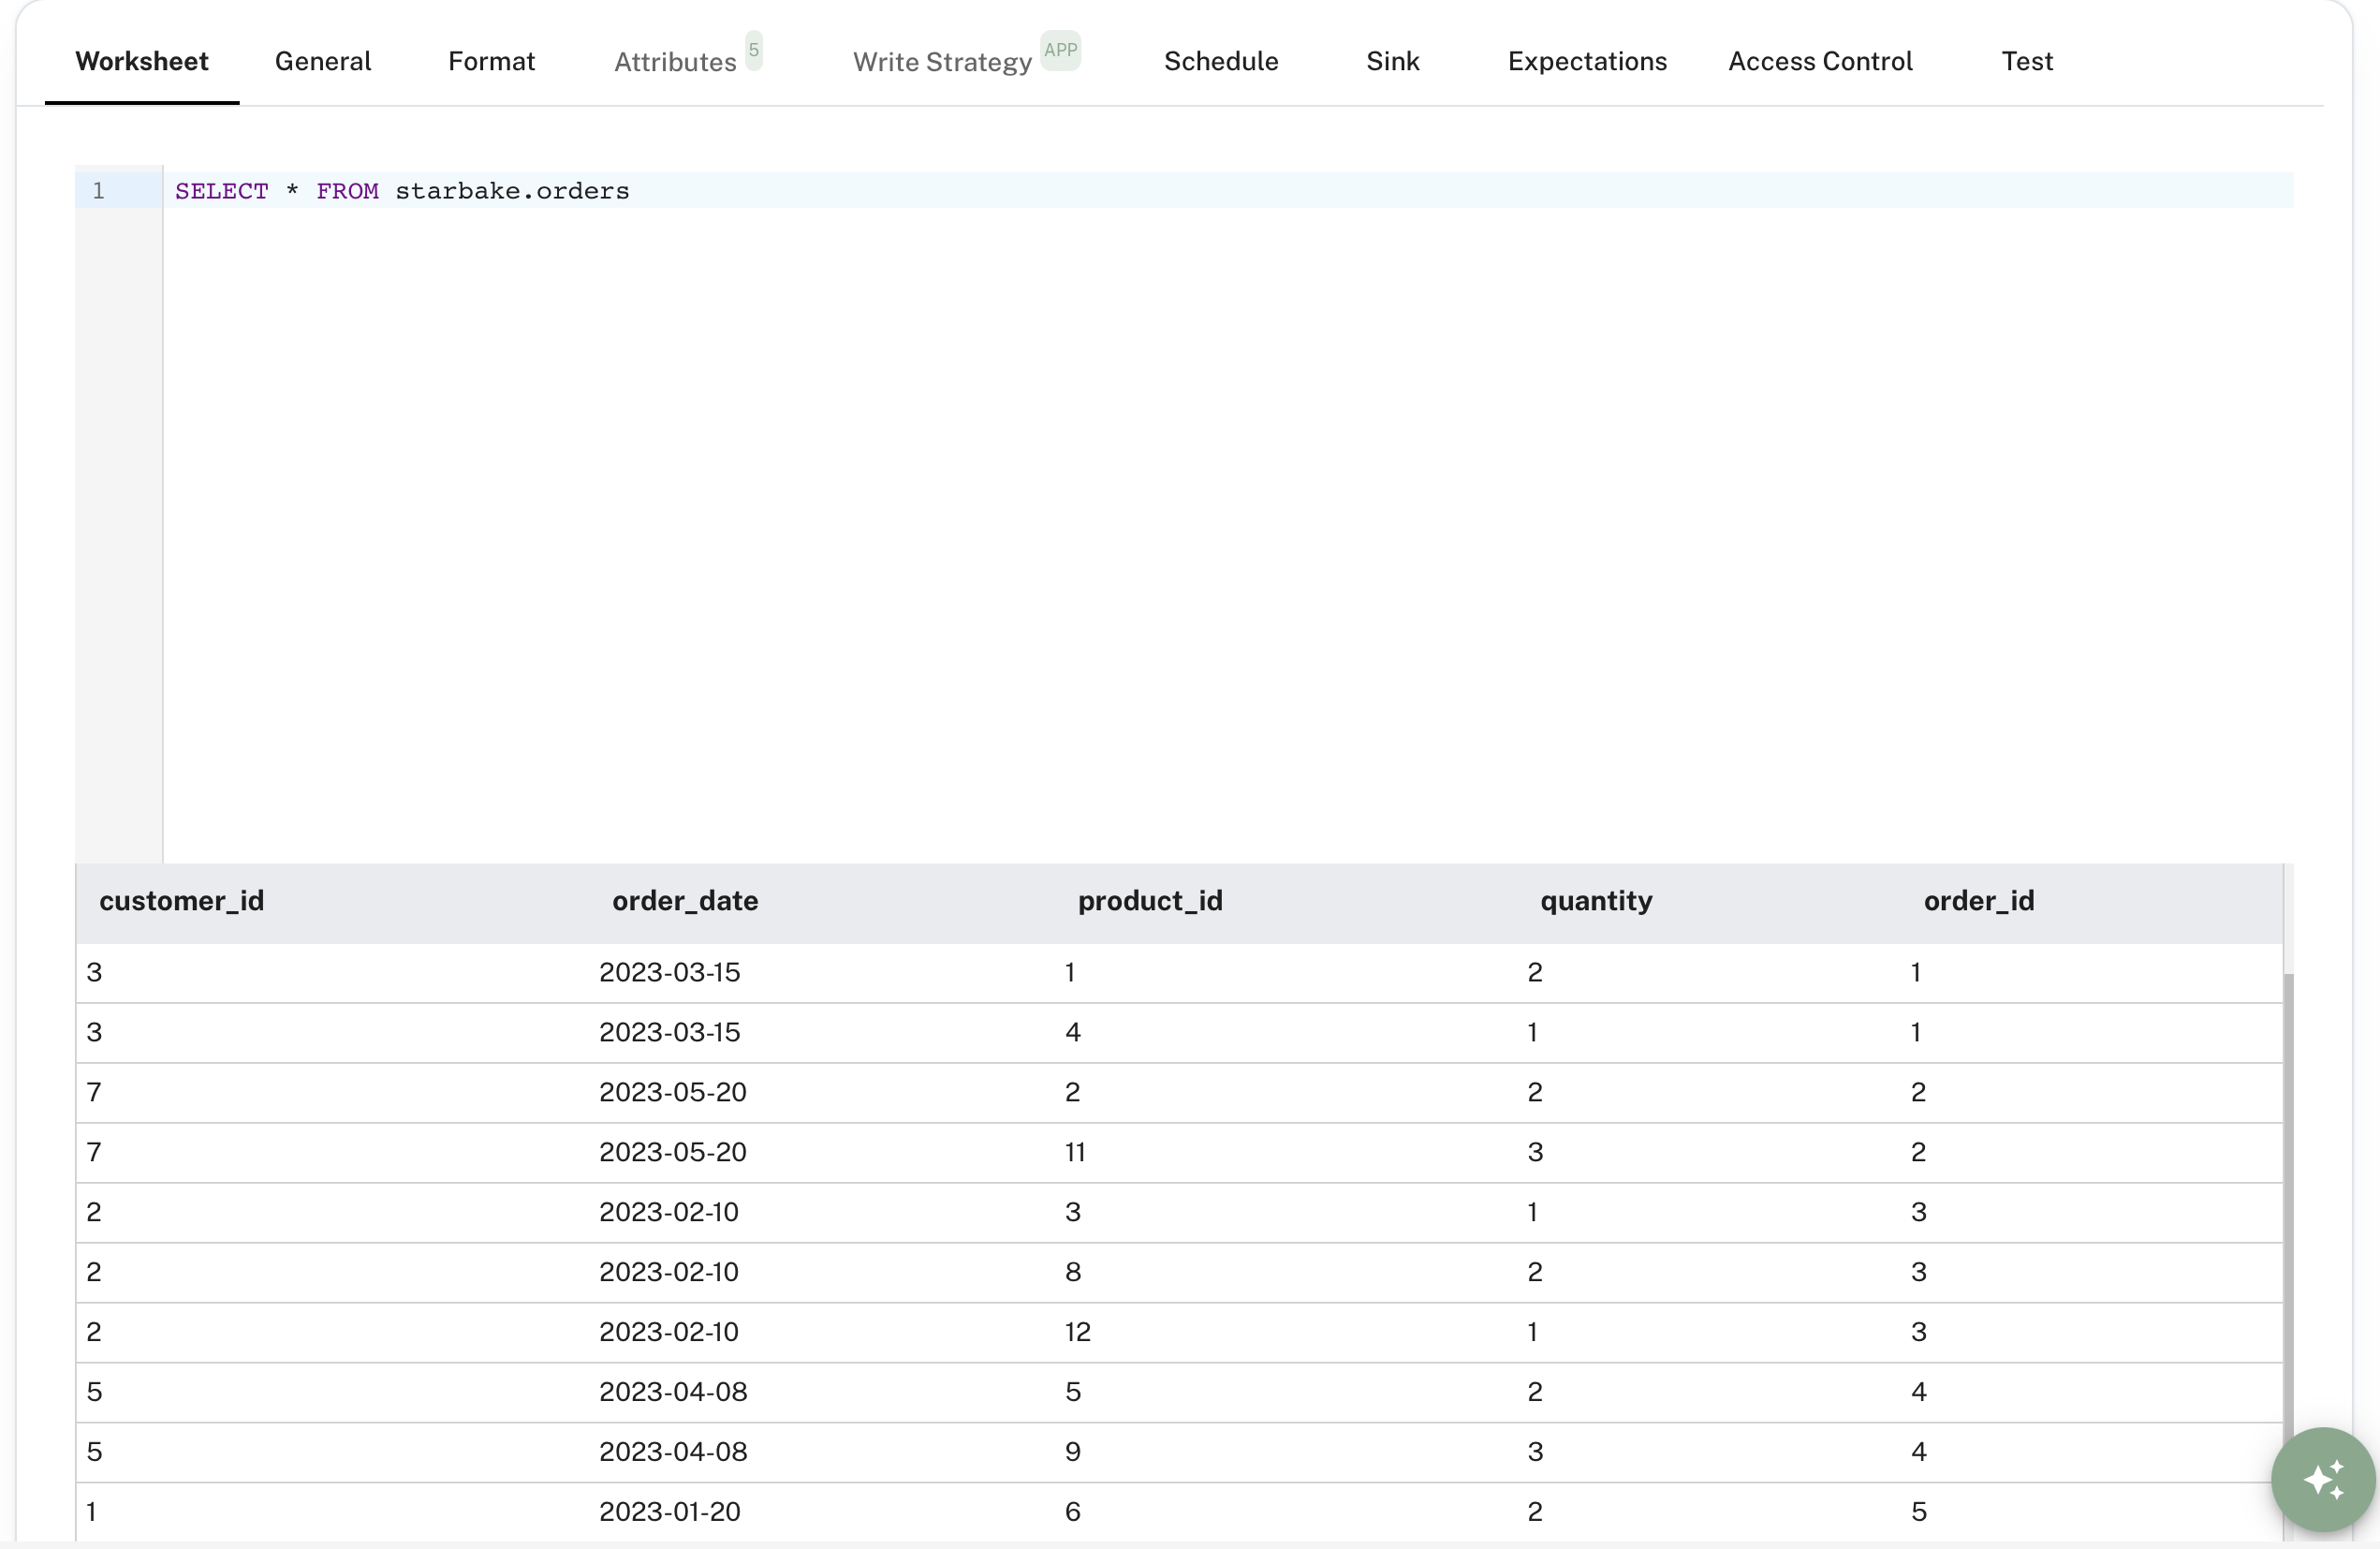 Worksheet General Format Attributes 5 Write Strategy APP Schedule Sink Expectations Access Control Test
1 SELECT * FROM starbake.orders
customer_id order_date product_id quantity order_id
3 2023-03-15 1 2 1
3 2023-03-15 4 1 1
7 2023-05-20 2 2 2
7 2023-05-20 11 3 2
2 2023-02-10 3 1 3
2 2023-02-10 8 2 3
2 2023-02-10 12 1 3
5 2023-04-08 5 2 4
5 2023-04-08 9 3 4
1 2023-01-20 6 2 5